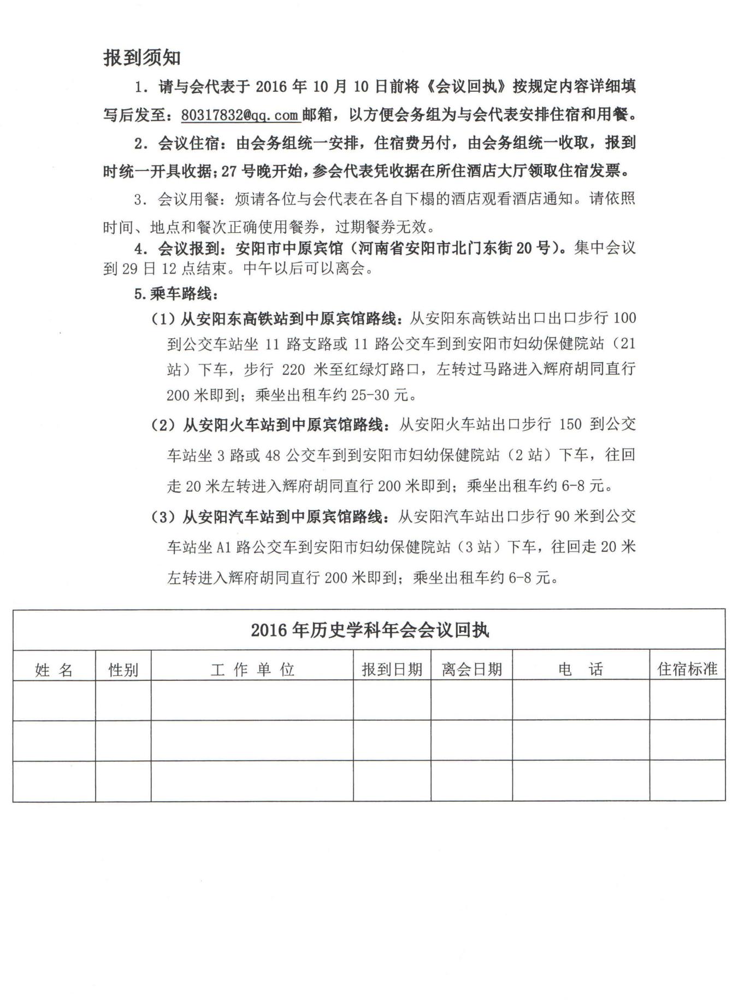 报到须知
1. 请与会代表于 2016 年 10 月 10 日前将《会议回执》按规定内容详细填
写后发至：80317832@qq.com 邮箱，以方便会务组为与会代表安排住宿和用餐。
2. 会议住宿：由会务组统一安排，住宿费另付，由会务组统一收取，报到
时统一开具收据；27 号晚开始，参会代表凭收据在所住酒店大厅领取住宿发票。
3. 会议用餐：烦请各位与会代表在各自下榻的酒店观看酒店通知。请依照
时间、地点和餐次正确使用餐券，过期餐券无效。
4. 会议报到：安阳市中原宾馆（河南省安阳市北门东街 20 号）。集中会议
到 29 日 12 点结束。中午以后可以离会。
5. 乘车路线：
（1）从安阳东高铁站到中原宾馆路线：从安阳东高铁站出口出口步行 100
到公交车站坐 11 路支路或 11 路公交车到到安阳市妇幼保健院站（21
站）下车，步行 220 米至红绿灯路口，左转过马路进入辉府胡同直行
200 米即到；乘坐出租车约 25-30 元。
（2）从安阳火车站到中原宾馆路线：从安阳火车站出口步行 150 到公交
车站坐 3 路或 48 公交车到到安阳市妇幼保健院站（2 站）下车，往回
走 20 米左转进入辉府胡同直行 200 米即到；乘坐出租车约 6-8 元。
（3）从安阳汽车站到中原宾馆路线：从安阳汽车站出口步行 90 米到公交
车站坐 A1 路公交车到安阳市妇幼保健院站（3 站）下车，往回走 20 米
左转进入辉府胡同直行 200 米即到；乘坐出租车约 6-8 元。
2016 年历史学科年会会议回执
姓 名 性别 工 作 单 位 报到日期 离会日期 电 话 住宿标准